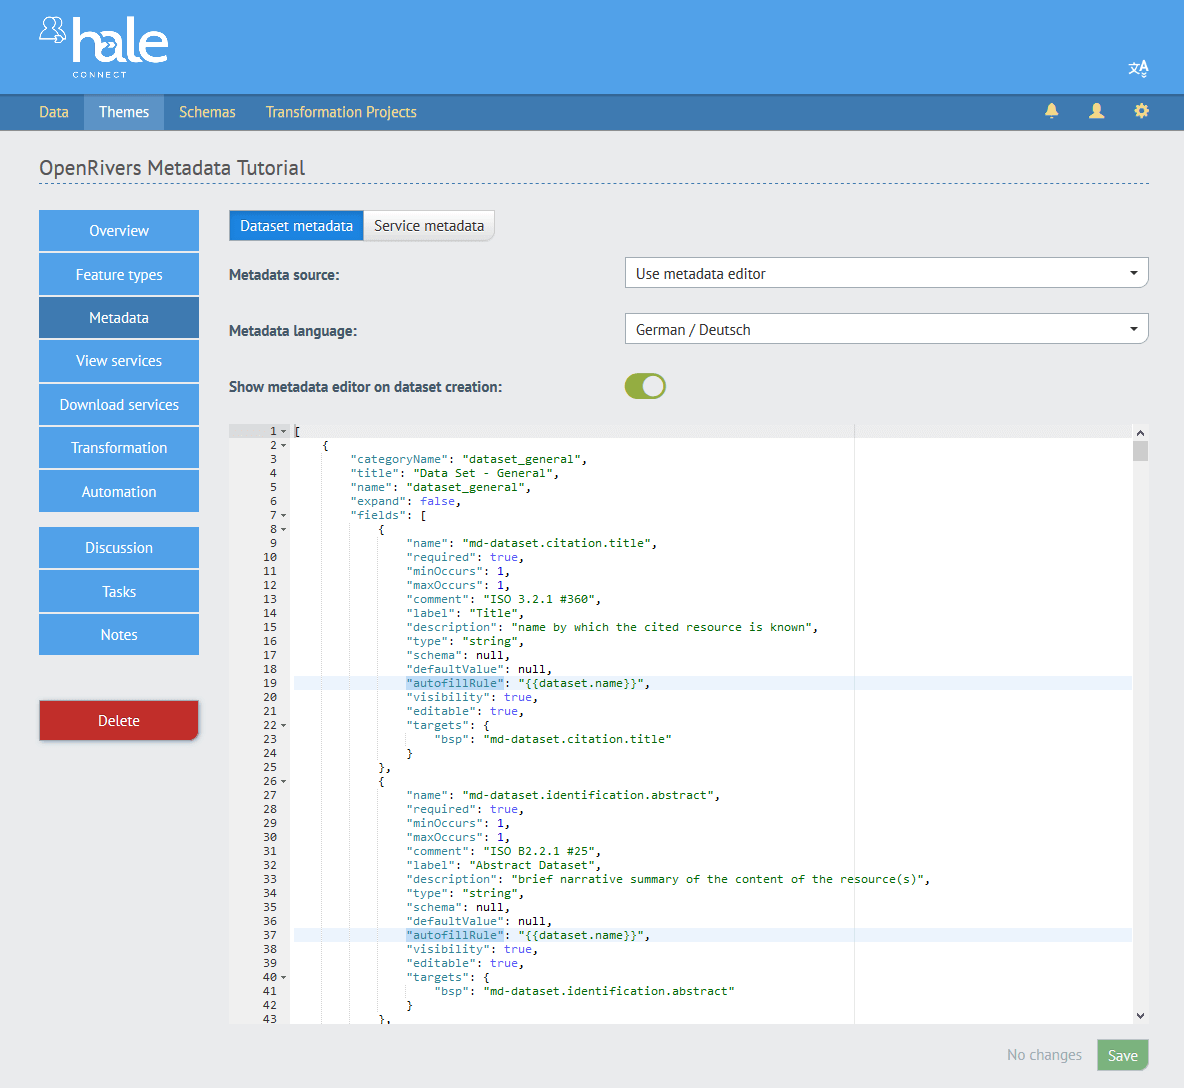 hale
CONNECT
Data Themes Schemas Transformation Projects
OpenRivers Metadata Tutorial
Overview
Feature types
Metadata
View services
Download services
Transformation
Automation
Discussion
Tasks
Notes
Delete
Dataset metadata Service metadata
Metadata source: Use metadata editor
Metadata language: German / Deutsch
Show metadata editor on dataset creation:
1 [
2 {
3 "categoryName": "dataset_general",
4 "title": "Data Set - General",
5 "name": "dataset_general",
6 "expand": false,
7 "fields": [
8 {
9 "name": "md-dataset.citation.title",
10 "required": true,
11 "minOccurs": 1,
12 "maxOccurs": 1,
13 "comment": "ISO 3.2.1 #360",
14 "label": "Title",
15 "description": "name by which the cited resource is known",
16 "type": "string",
17 "schema": null,
18 "defaultValue": null,
19 "autofillRule": "{{dataset.name}}",
20 "visibility": true,
21 "editable": true,
22 "targets": {
23 "bsp": "md-dataset.citation.title"
24 }
25 },
26 {
27 "name": "md-dataset.identification.abstract",
28 "required": true,
29 "minOccurs": 1,
30 "maxOccurs": 1,
31 "comment": "ISO B2.2.1 #25",
32 "label": "Abstract Dataset",
33 "description": "brief narrative summary of the content of the resource(s)",
34 "type": "string",
35 "schema": null,
36 "defaultValue": null,
37 "autofillRule": "{{dataset.name}}",
38 "visibility": true,
39 "editable": true,
40 "targets": {
41 "bsp": "md-dataset.identification.abstract"
42 }
43 },
No changes Save